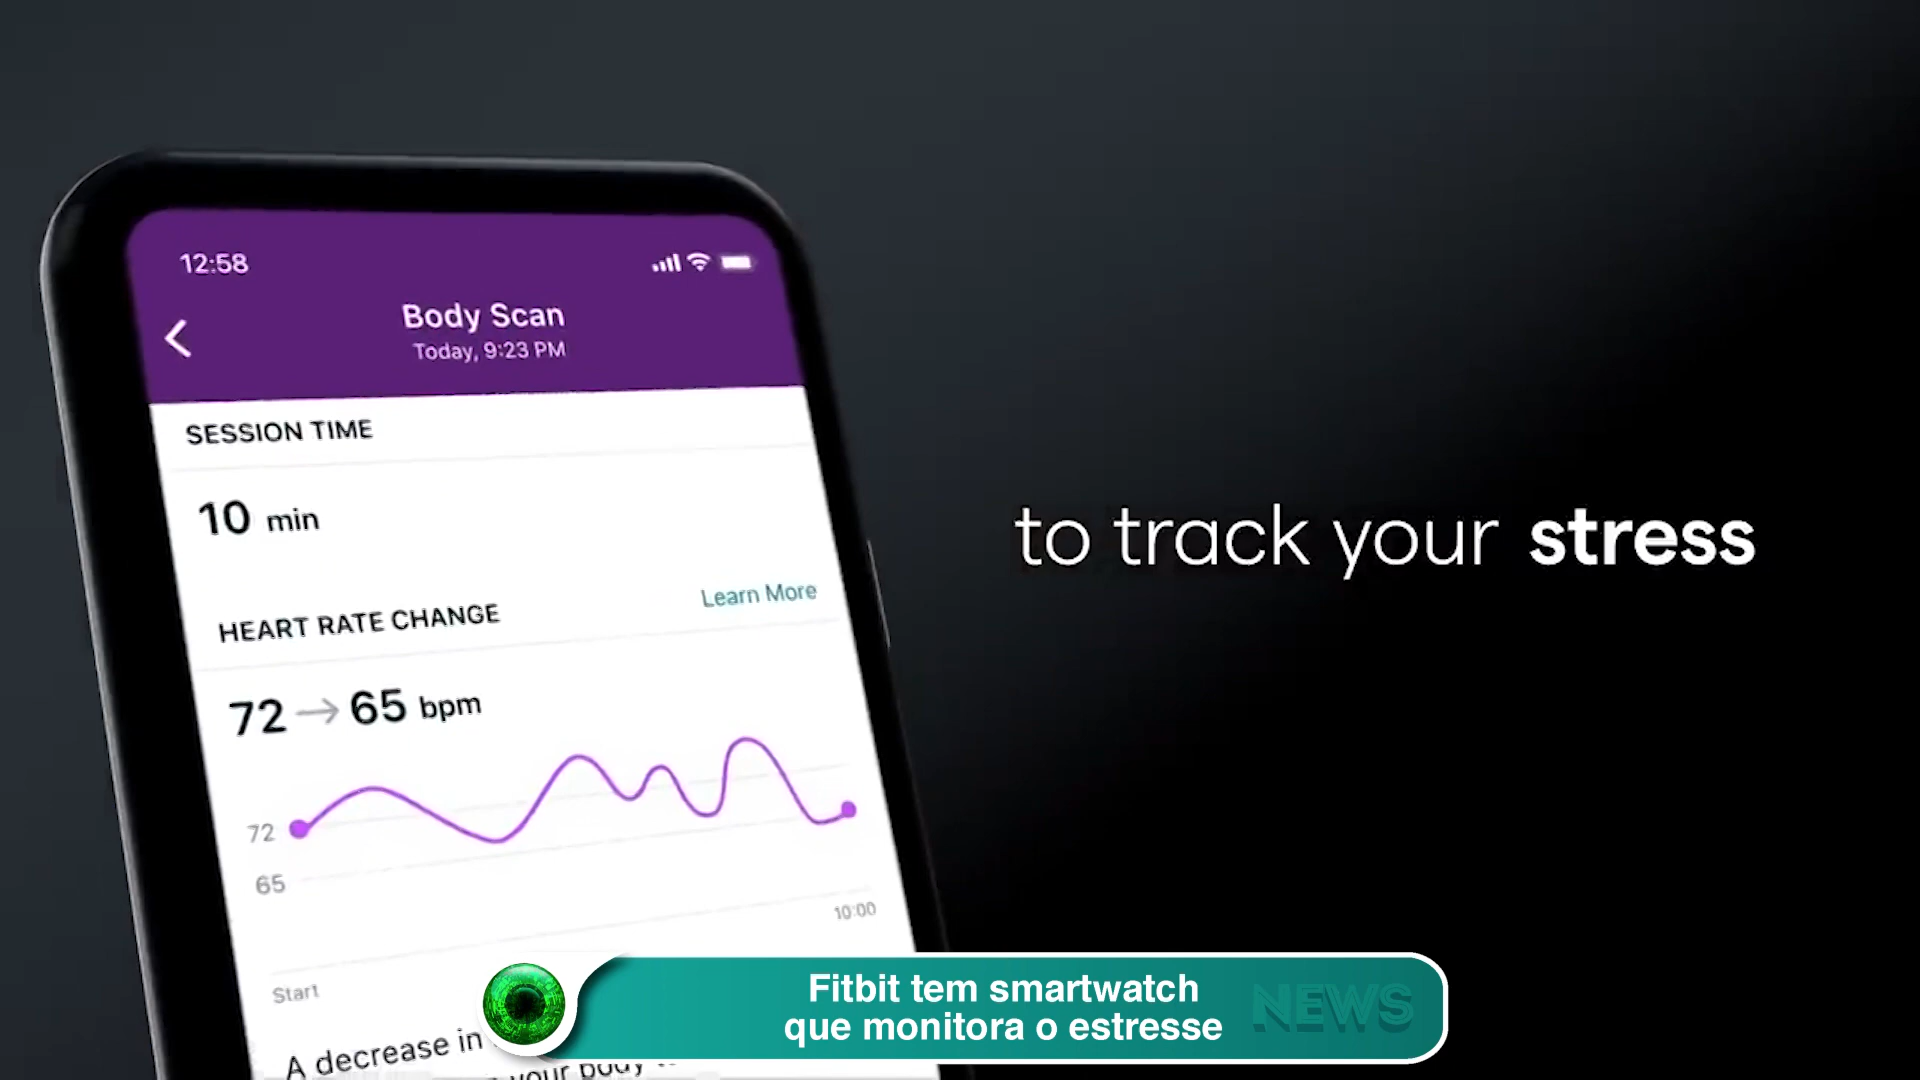 12:58
Body Scan
Today, 9:23 PM
SESSION TIME
10 min
HEART RATE CHANGE
Learn More
72 → 65 bpm
72
65
10:00
Start
A decrease in
your body
to track your stress
Fitbit tem smartwatch
que monitora o estresse
NEWS